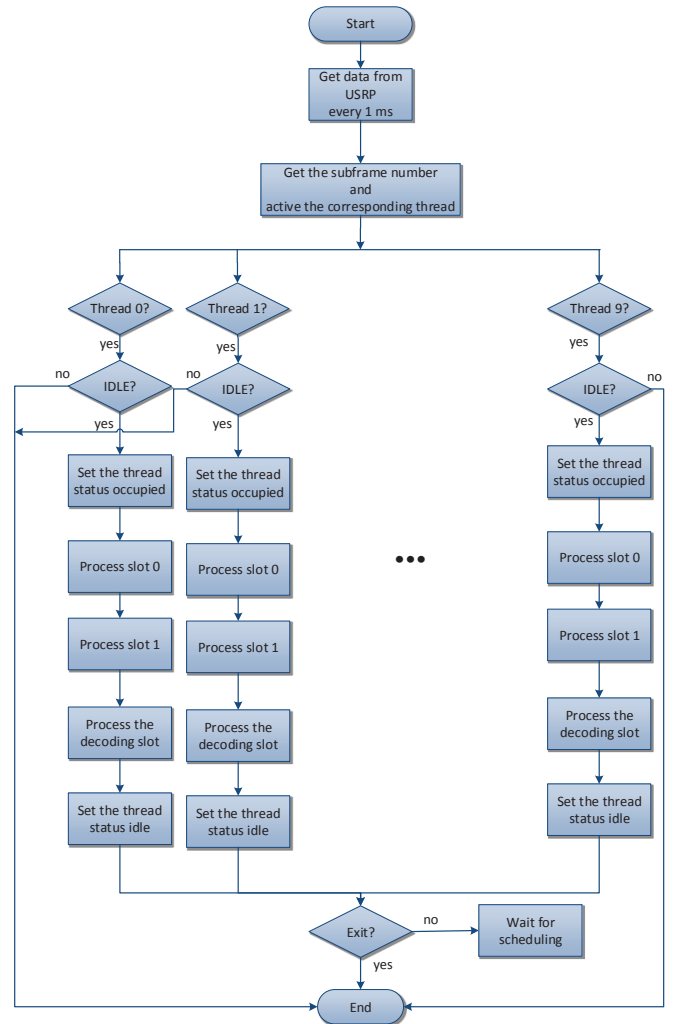 Start
Get data from
USRP
every 1 ms
Get the subframe number
and
active the corresponding thread
Thread 0?
Thread 1?
Thread 9?
yes
yes
yes
no
IDLE?
no
IDLE?
IDLE?
no
yes
yes
yes
Set the thread
status occupied
Set the thread
status occupied
Set the thread
status occupied
Process slot 0
Process slot 0
•••
Process slot 0
Process slot 1
Process slot 1
Process slot 1
Process the
decoding slot
Process the
decoding slot
Process the
decoding slot
Set the thread
status idle
Set the thread
status idle
Set the thread
status idle
Exit?
no
Wait for
scheduling
yes
End